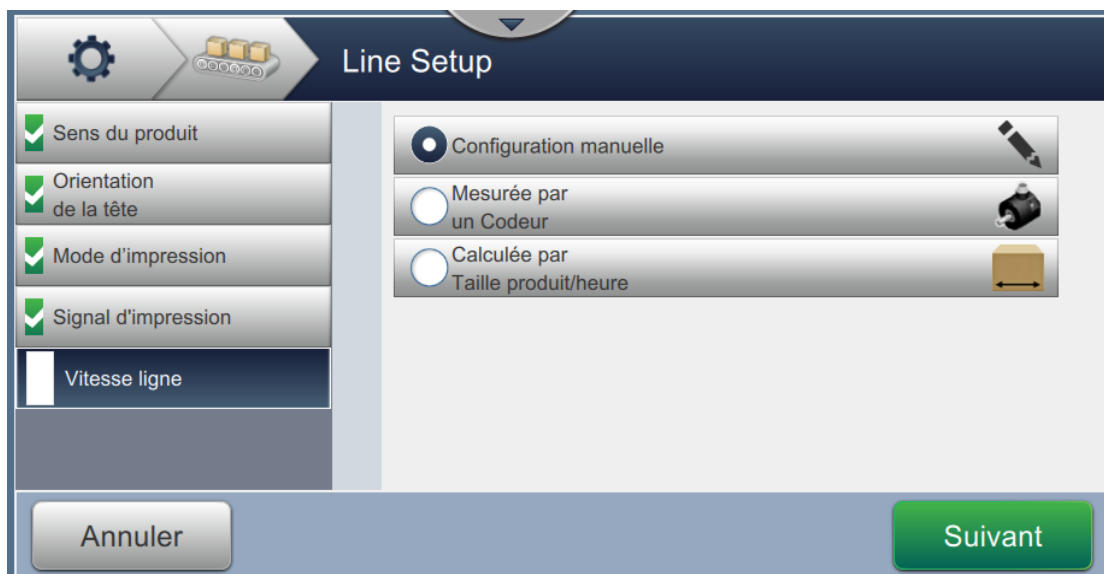 Line Setup
Sens du produit
Orientation
de la tête
Mode d’impression
Signal d'impression
Vitesse ligne
Configuration manuelle
Mesurée par
un Codeur
Calculée par
Taille produit/heure
Annuler
Suivant